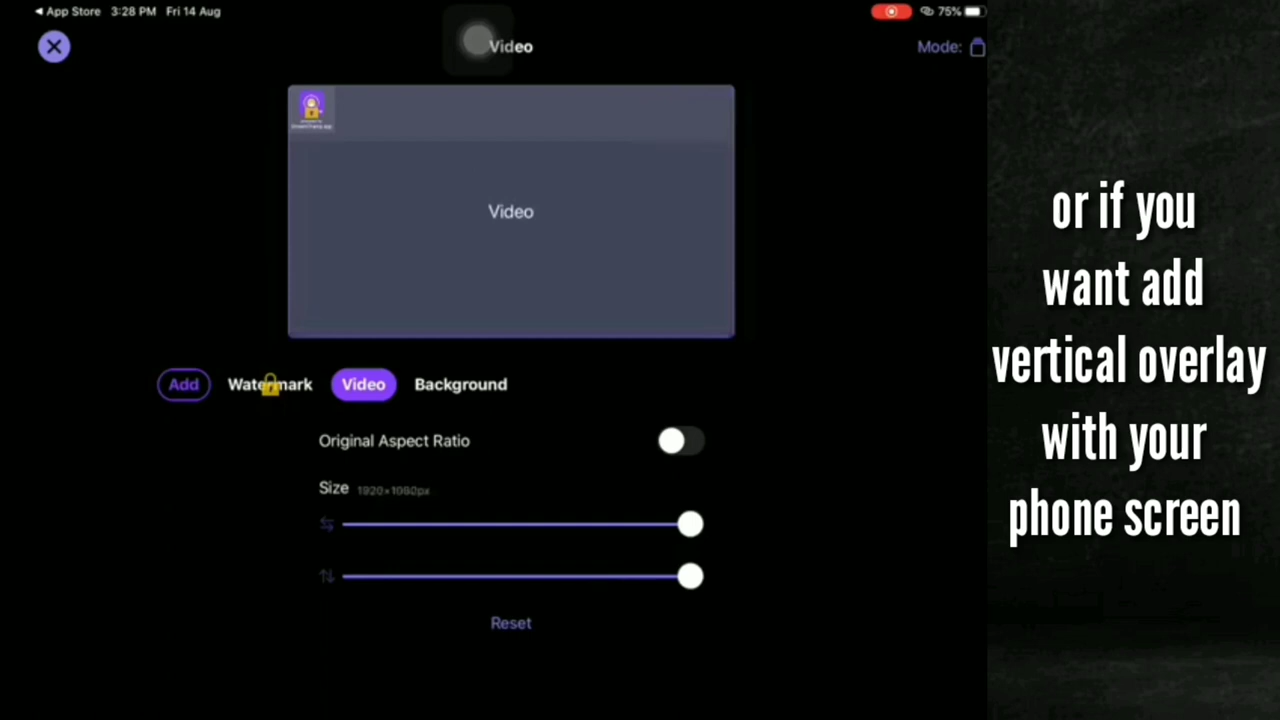 App Store 3:28 PM Fri 14 Aug
75%
Video
Mode:
Video
Add Watermark Video Background
Original Aspect Ratio
Size 1920×1080px
Reset
or if you
want add
vertical overlay
with your
phone screen